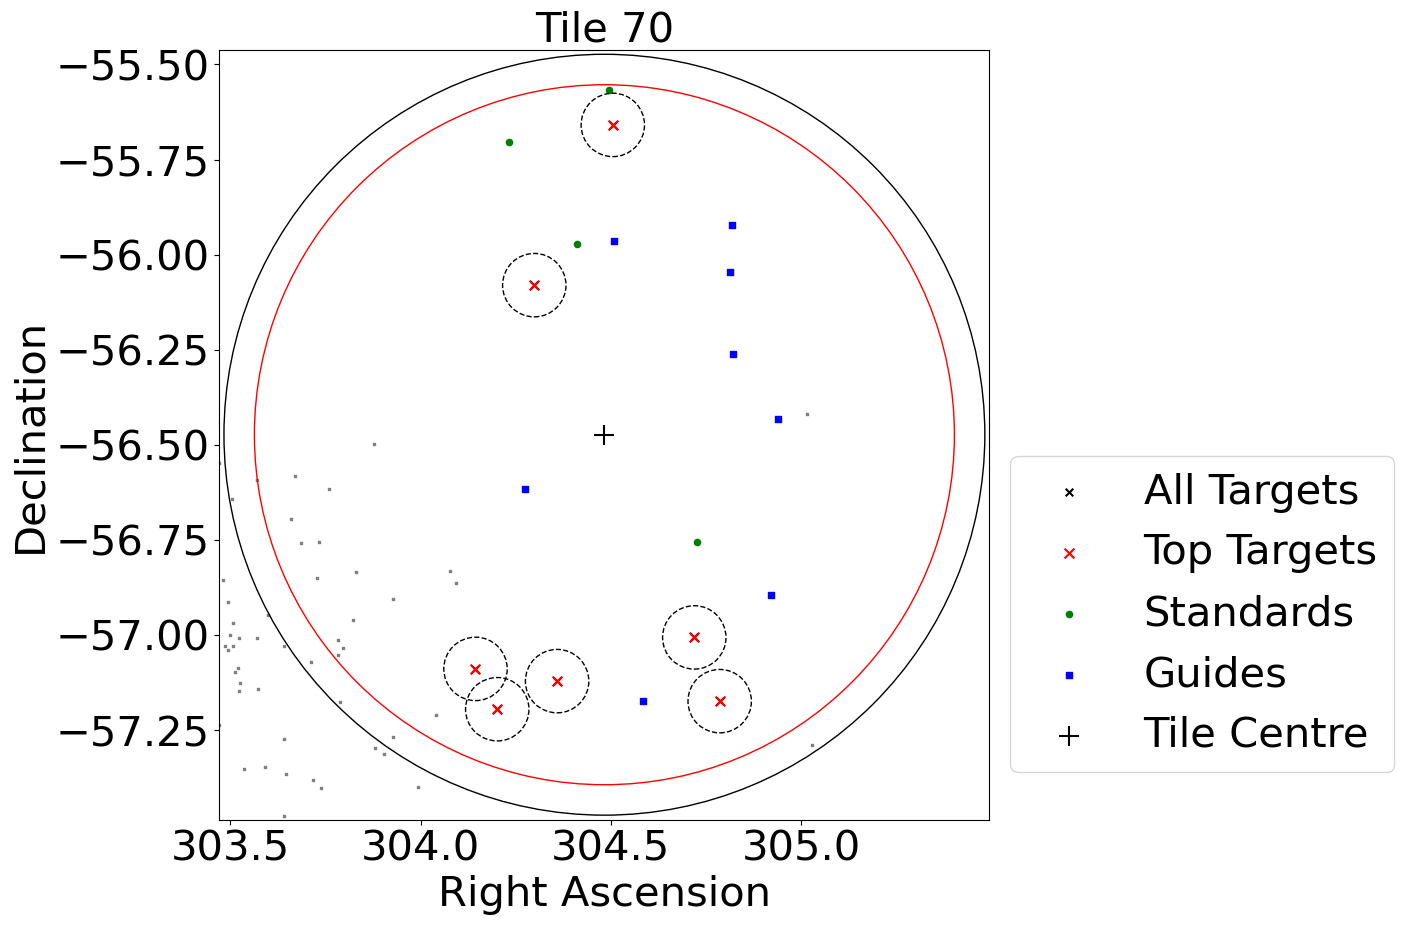 Tile 70
−55.50
−55.75
−56.00
−56.25
−56.50
−56.75
−57.00
−57.25
Declination
303.5 304.0 304.5 305.0
Right Ascension
All Targets
Top Targets
Standards
Guides
Tile Centre